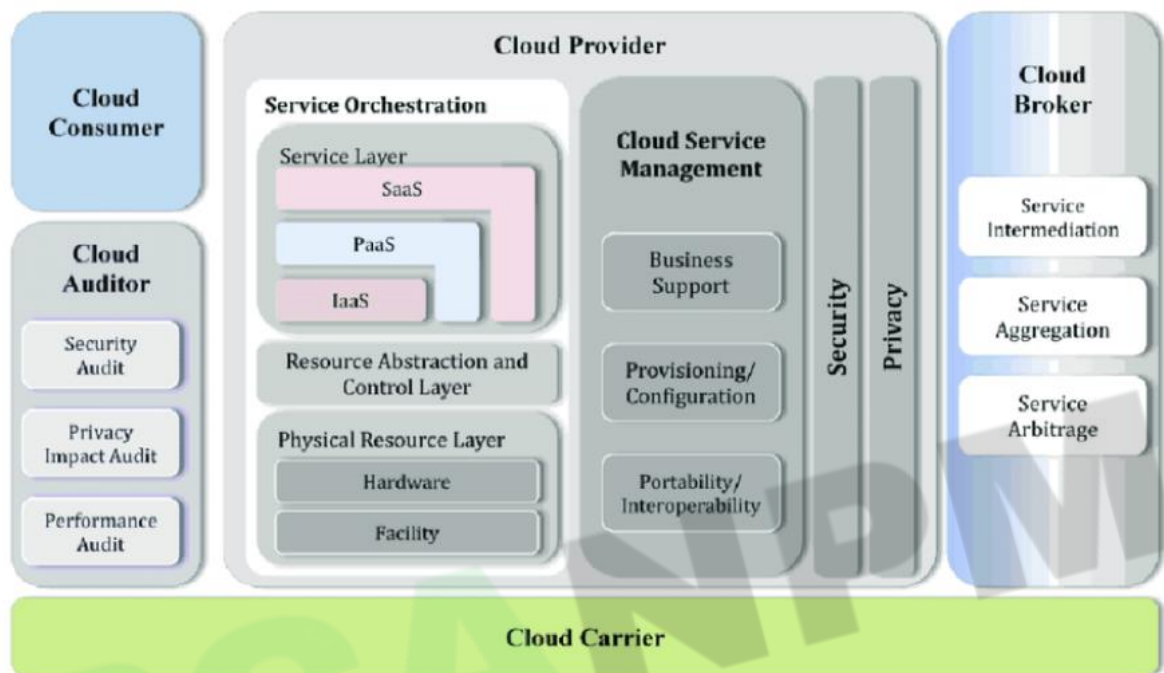 Cloud
Consumer
Cloud
Auditor
Security
Audit
Privacy
Impact Audit
Performance
Audit
Cloud Provider
Service Orchestration
Service Layer
SaaS
PaaS
IaaS
Resource Abstraction and
Control Layer
Physical Resource Layer
Hardware
Facility
Cloud Service
Management
Business
Support
Provisioning/
Configuration
Portability/
Interoperability
Security
Privacy
Cloud
Broker
Service
Intermediation
Service
Aggregation
Service
Arbitrage
Cloud Carrier